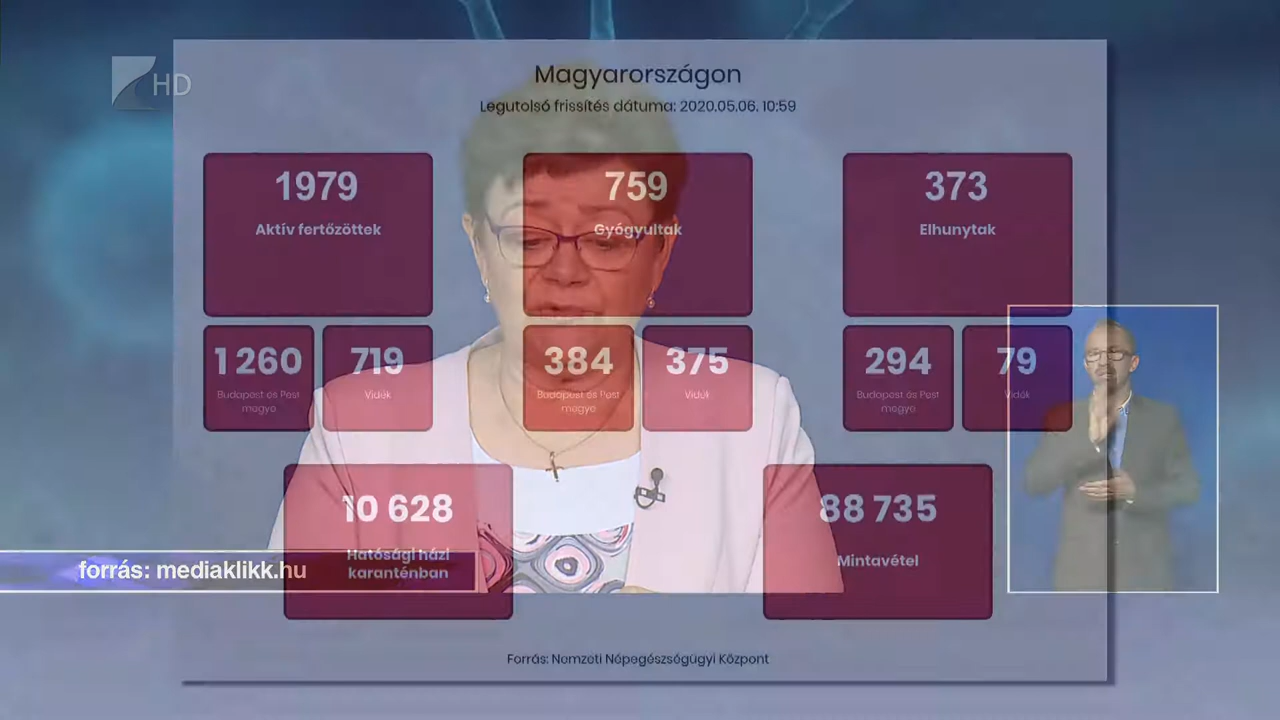 HD
Magyarországon
Legutolsó frissítés dátuma: 2020.05.06. 10:59
1979
Aktív fertőzöttek
759
Gyógyultak
373
Elhunytak
1 260
Budapest és Pest
megye
719
Vidék
384
Budapest és Pest
megye
375
Vidék
294
Budapest és Pest
megye
79
Vidék
10 628
Hatósági házi
karanténban
88 735
Mintavétel
forrás: mediaklikk.hu
Forrás: Nemzeti Népegészségügyi Központ